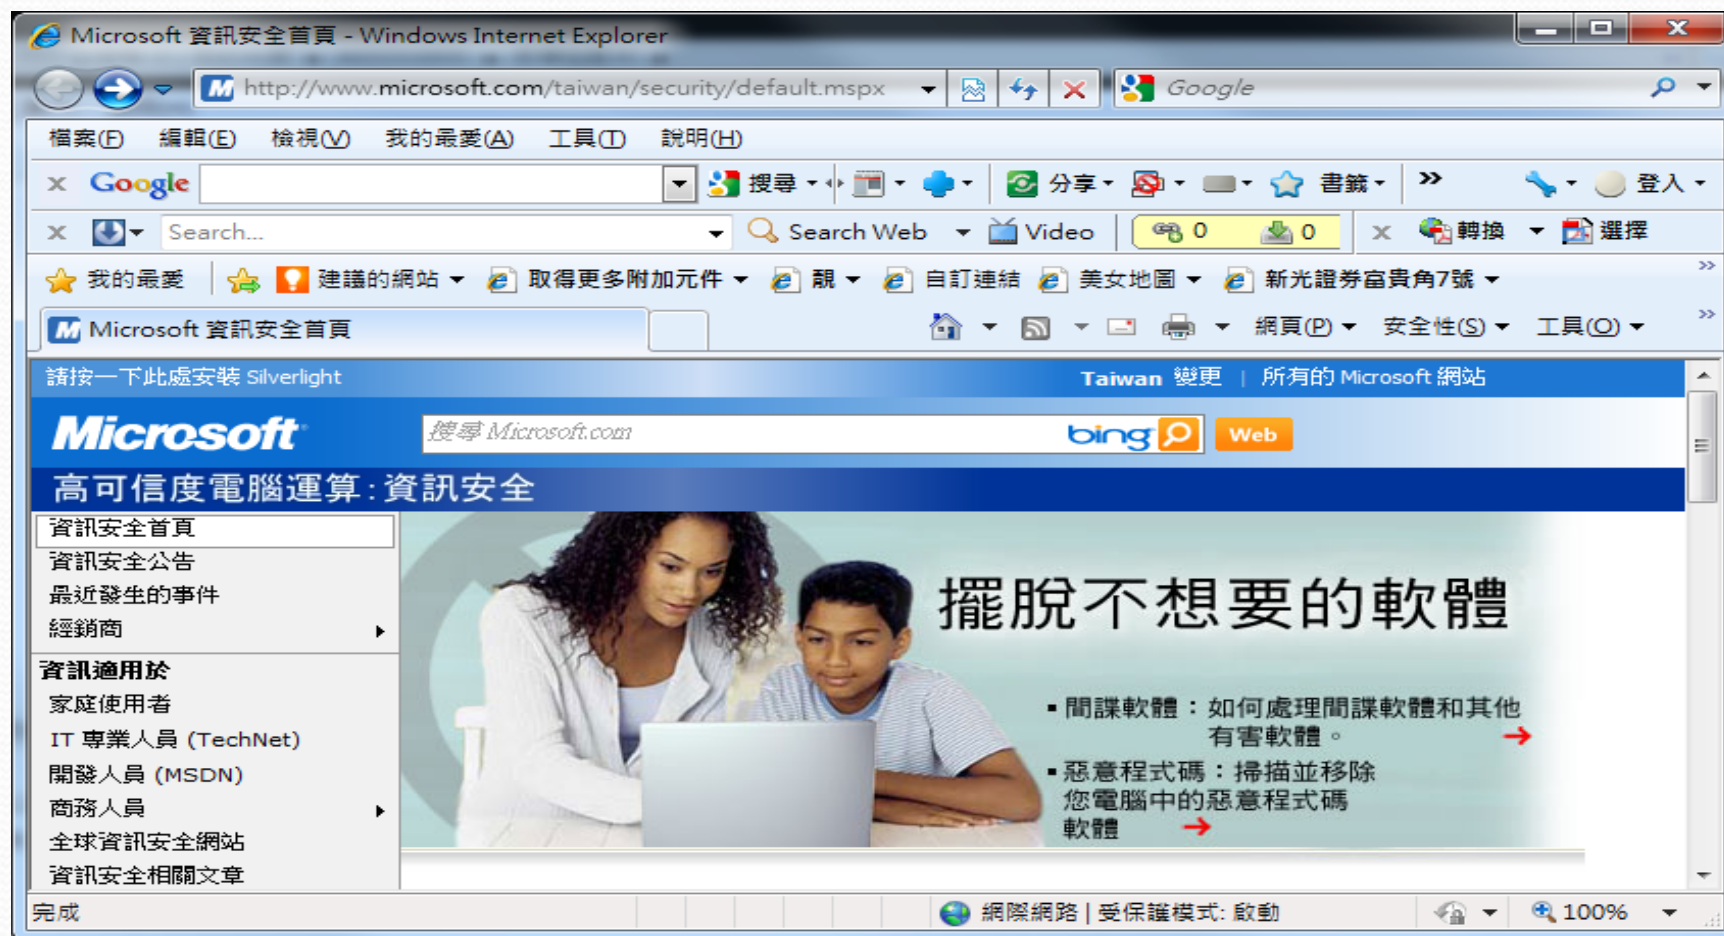 Microsoft 資訊安全首頁 - Windows Internet Explorer
http://www.microsoft.com/taiwan/security/default.mspx Google
檔案(F) 編輯(E) 檢視(V) 我的最愛(A) 工具(T) 說明(H)
x Google 搜尋 分享 書籤 » 登入
x Search... Search Web Video 0 0 x 轉換 選擇
我的最愛 建議的網站 取得更多附加元件 靚 自訂連結 美女地圖 新光證券富貴角7號 »
Microsoft 資訊安全首頁 網頁(P) 安全性(S) 工具(O) »
請按一下此處安裝 Silverlight Taiwan 變更 | 所有的 Microsoft 網站
Microsoft 搜尋 Microsoft.com bing Web
高可信度電腦運算:資訊安全
資訊安全首頁
資訊安全公告
最近發生的事件
經銷商
資訊適用於
家庭使用者
IT 專業人員 (TechNet)
開發人員 (MSDN)
商務人員
全球資訊安全網站
資訊安全相關文章
擺脫不想要的軟體
▪ 間諜軟體：如何處理間諜軟體和其他
有害軟體。
▪ 惡意程式碼：掃描並移除
您電腦中的惡意程式碼
軟體
完成 網際網路 | 受保護模式: 啟動 100%